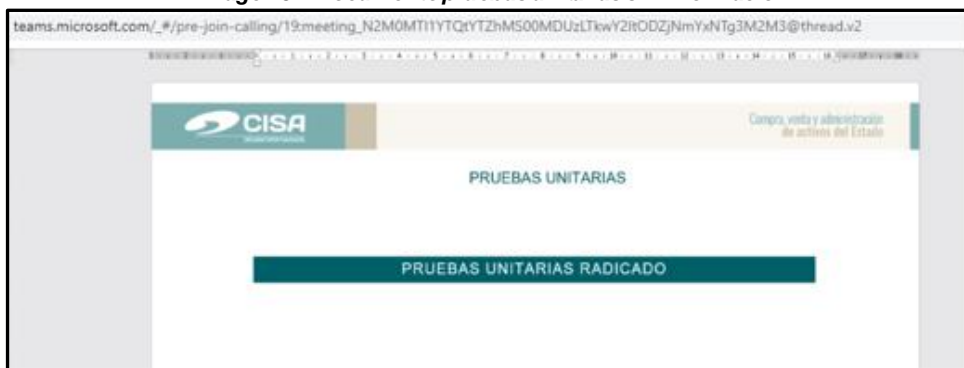 teams.microsoft.com/_#/pre-join-calling/19:meeting_N2M0MTI1YTQtYTZhMS00MDUzLTkwY2ItODZjNmYxNTg3M2M3@thread.v2
CISA
Compra, venta y administración
de activos del Estado
PRUEBAS UNITARIAS
PRUEBAS UNITARIAS RADICADO